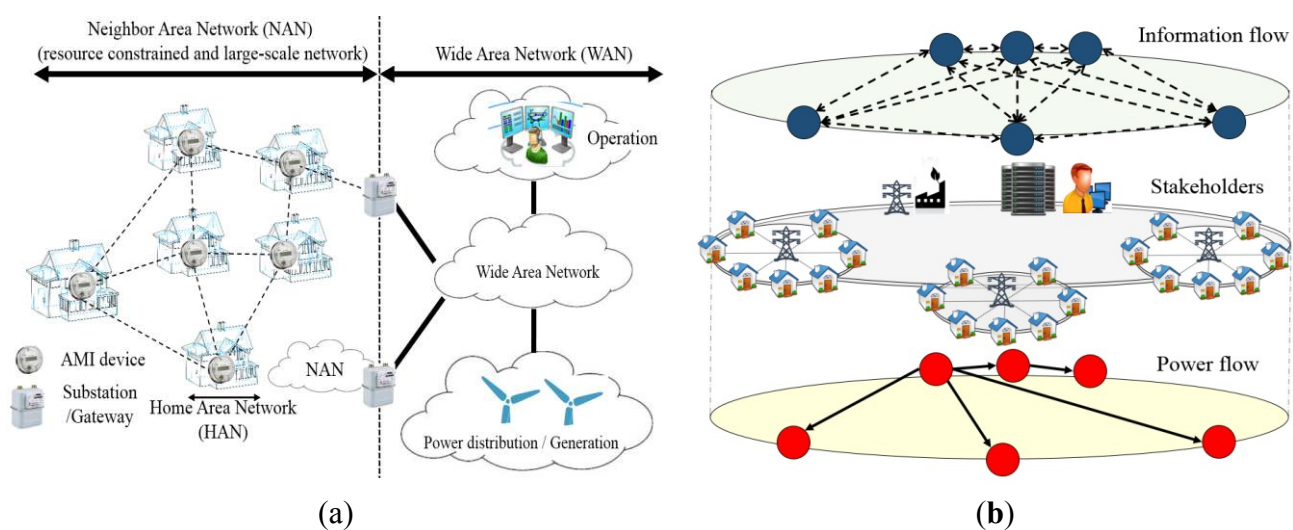 Neighbor Area Network (NAN)
(resource constrained and large-scale network)
Wide Area Network (WAN)
Operation
Wide Area Network
NAN
AMI device
Substation
/Gateway
Home Area Network
(HAN)
Power distribution / Generation
(a)
Information flow
Stakeholders
Power flow
(b)